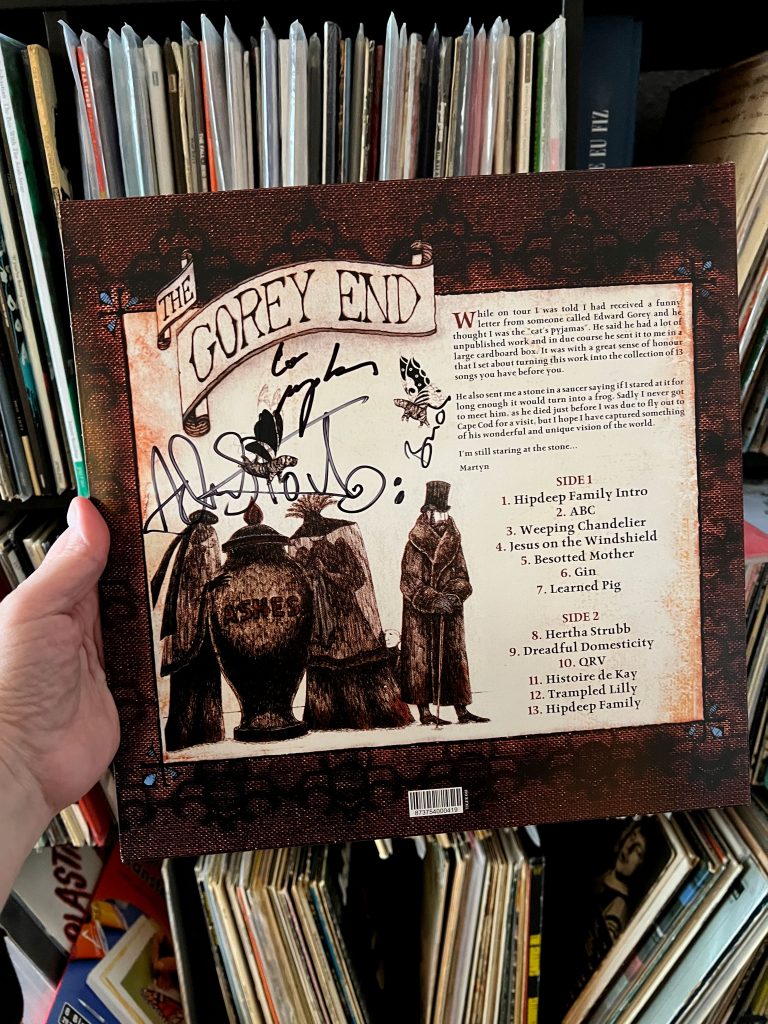 THE
GOREY END
While on tour I was told I had received a funny
letter from someone called Edward Gorey and he
thought I was the "cat's pyjamas". He said he had a lot of
unpublished work and in due course he sent it to me in a
large cardboard box. It was with a great sense of honour
that I set about turning this work into the collection of 13
songs you have before you.
He also sent me a stone in a saucer saying if I stared at it for
long enough it would turn into a frog. Sadly I never got
to meet him, as he died just before I was due to fly out to
Cape Cod for a visit, but I hope I have captured something
of his wonderful and unique vision of the world.
I'm still staring at the stone...
Martyn
SIDE 1
1. Hipdeep Family Intro
2. ABC
3. Weeping Chandelier
4. Jesus on the Windshield
5. Besotted Mother
6. Gin
7. Learned Pig
SIDE 2
8. Hertha Strubb
9. Dreadful Domesticity
10. QRV
11. Histoire de Kay
12. Trampled Lilly
13. Hipdeep Family
ASHES
873754000419
E EU FIZ